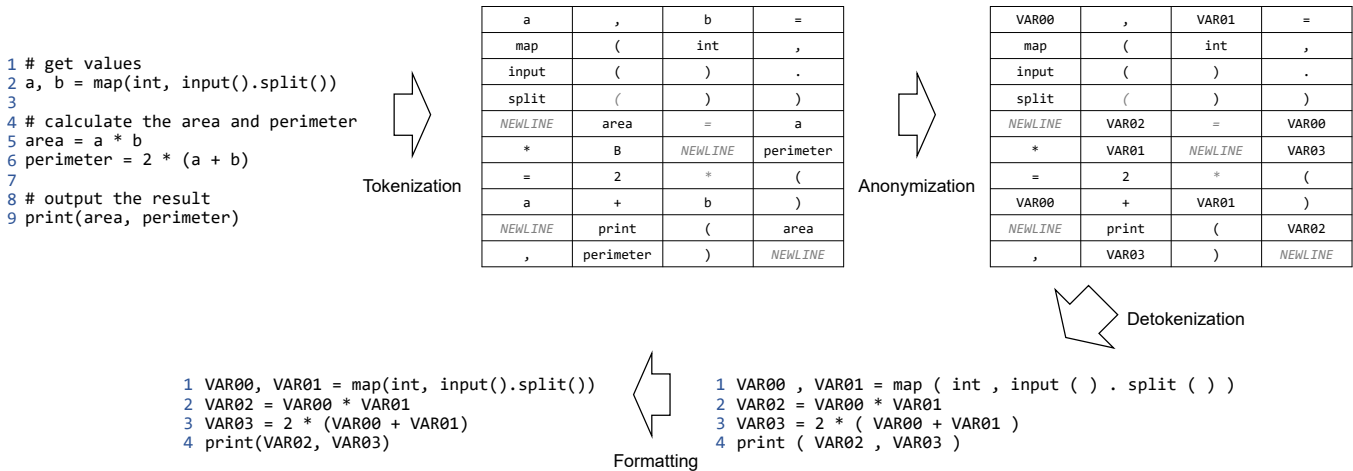 1 # get values
2 a, b = map(int, input().split())
3
4 # calculate the area and perimeter
5 area = a * b
6 perimeter = 2 * (a + b)
7
8 # output the result
9 print(area, perimeter)
Tokenization
a , b =
map ( int ,
input ( ) .
split ( ) )
NEWLINE area = a
* B NEWLINE perimeter
= 2 * (
a + b )
NEWLINE print ( area
, perimeter ) NEWLINE
Anonymization
VAR00 , VAR01 =
map ( int ,
input ( ) .
split ( ) )
NEWLINE VAR02 = VAR00
* VAR01 NEWLINE VAR03
= 2 * (
VAR00 + VAR01 )
NEWLINE print ( VAR02
, VAR03 ) NEWLINE
Detokenization
1 VAR00 , VAR01 = map ( int , input ( ) . split ( ) )
2 VAR02 = VAR00 * VAR01
3 VAR03 = 2 * ( VAR00 + VAR01 )
4 print ( VAR02 , VAR03 )
Formatting
1 VAR00, VAR01 = map(int, input().split())
2 VAR02 = VAR00 * VAR01
3 VAR03 = 2 * (VAR00 + VAR01)
4 print(VAR02, VAR03)